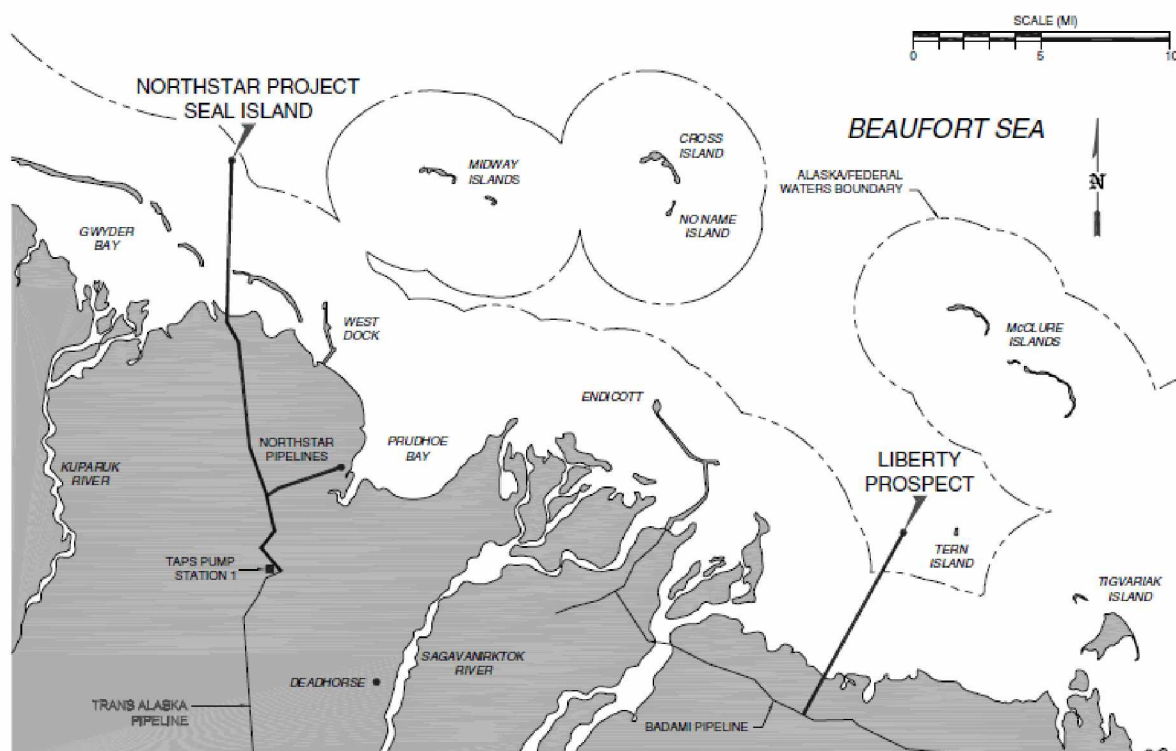 SCALE (MI)
0 5 10
NORTHSTAR PROJECT
SEAL ISLAND
BEAUFORT SEA
CROSS
ISLAND
MIDWAY
ISLANDS
ALASKA/FEDERAL
WATERS BOUNDARY
N
NO NAME
ISLAND
GWYDER
BAY
WEST
DOCK
McCLURE
ISLANDS
ENDICOTT
PRUDHOE
BAY
NORTHSTAR
PIPELINES
KUPARUK
RIVER
LIBERTY
PROSPECT
TAPS PUMP
STATION 1
TERN
ISLAND
TIGVARIAK
ISLAND
SAGAVANIRKTOK
RIVER
DEADHORSE
TRANS ALASKA
PIPELINE
BADAMI PIPELINE